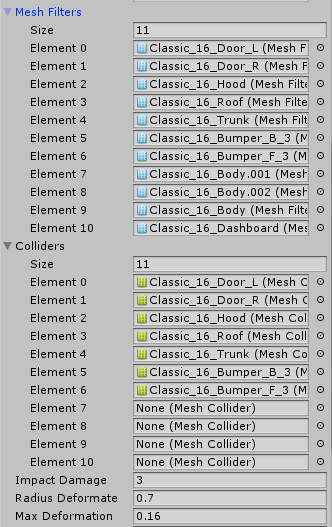 Mesh Filters
Size 11
Element 0 Classic_16_Door_L (Mesh F
Element 1 Classic_16_Door_R (Mesh F
Element 2 Classic_16_Hood (Mesh Filte
Element 3 Classic_16_Roof (Mesh Filte
Element 4 Classic_16_Trunk (Mesh Filt
Element 5 Classic_16_Bumper_B_3 (M
Element 6 Classic_16_Bumper_F_3 (M
Element 7 Classic_16_Body.001 (Mesh
Element 8 Classic_16_Body.002 (Mesh
Element 9 Classic_16_Body (Mesh Filte
Element 10 Classic_16_Dashboard (Mes
Colliders
Size 11
Element 0 Classic_16_Door_L (Mesh C
Element 1 Classic_16_Door_R (Mesh C
Element 2 Classic_16_Hood (Mesh Coll
Element 3 Classic_16_Roof (Mesh Coll
Element 4 Classic_16_Trunk (Mesh Col
Element 5 Classic_16_Bumper_B_3 (M
Element 6 Classic_16_Bumper_F_3 (M
Element 7 None (Mesh Collider)
Element 8 None (Mesh Collider)
Element 9 None (Mesh Collider)
Element 10 None (Mesh Collider)
Impact Damage 3
Radius Deformate 0.7
Max Deformation 0.16